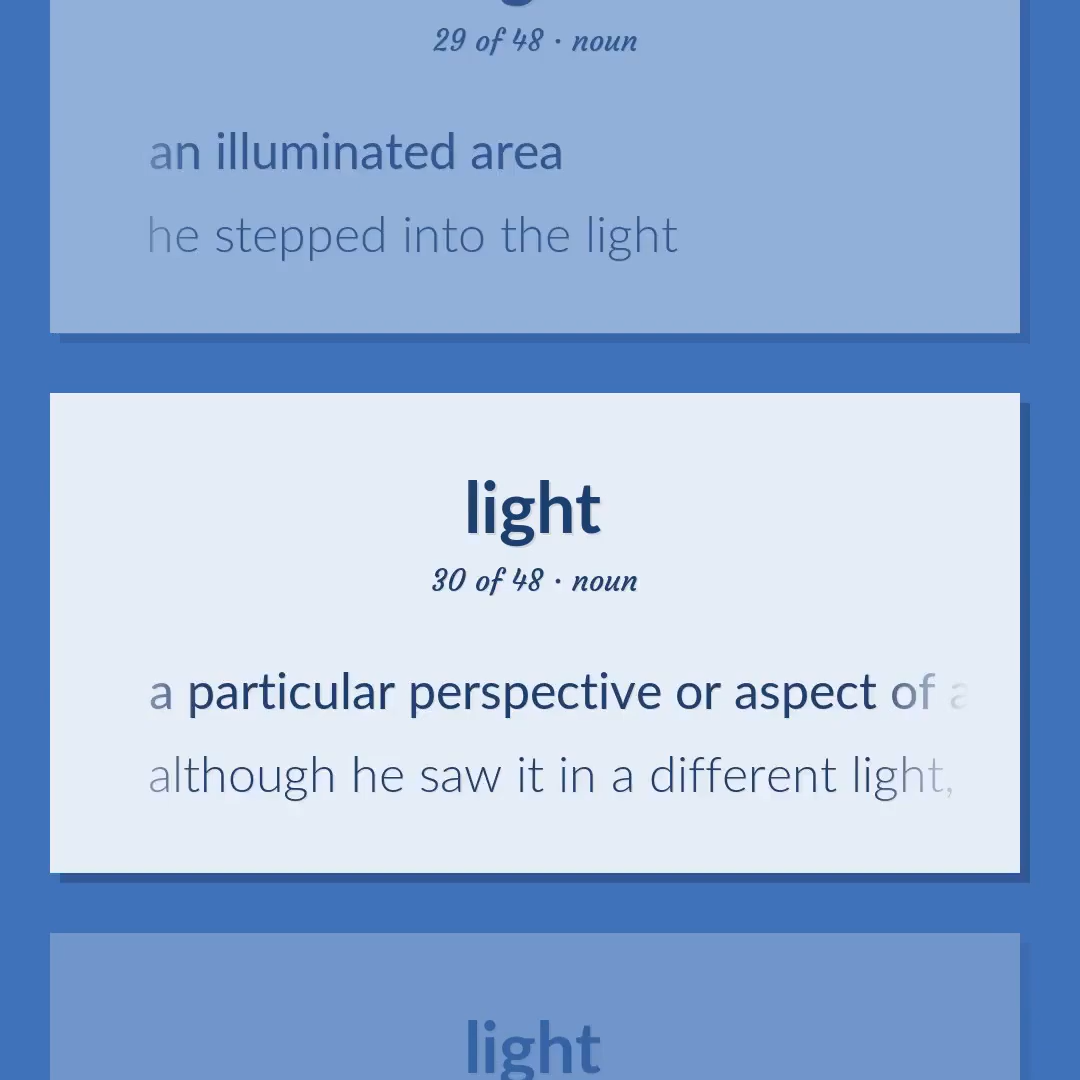 29 of 48 · noun
an illuminated area
he stepped into the light
light
30 of 48 · noun
a particular perspective or aspect of a
although he saw it in a different light,
light